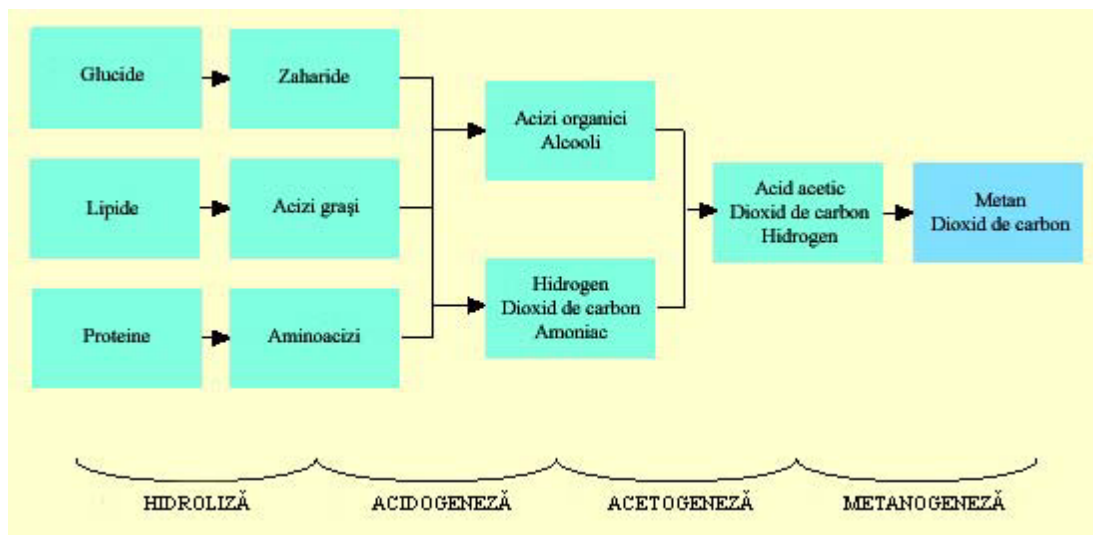 Glucide
Zaharide
Lipide
Acizi grași
Proteine
Aminoacizi
Acizi organici
Alcooli
Hidrogen
Dioxid de carbon
Amoniac
Acid acetic
Dioxid de carbon
Hidrogen
Metan
Dioxid de carbon
HIDROLIZĂ
ACIDOGENEZĂ
ACETOGENEZĂ
METANOGENEZĂ